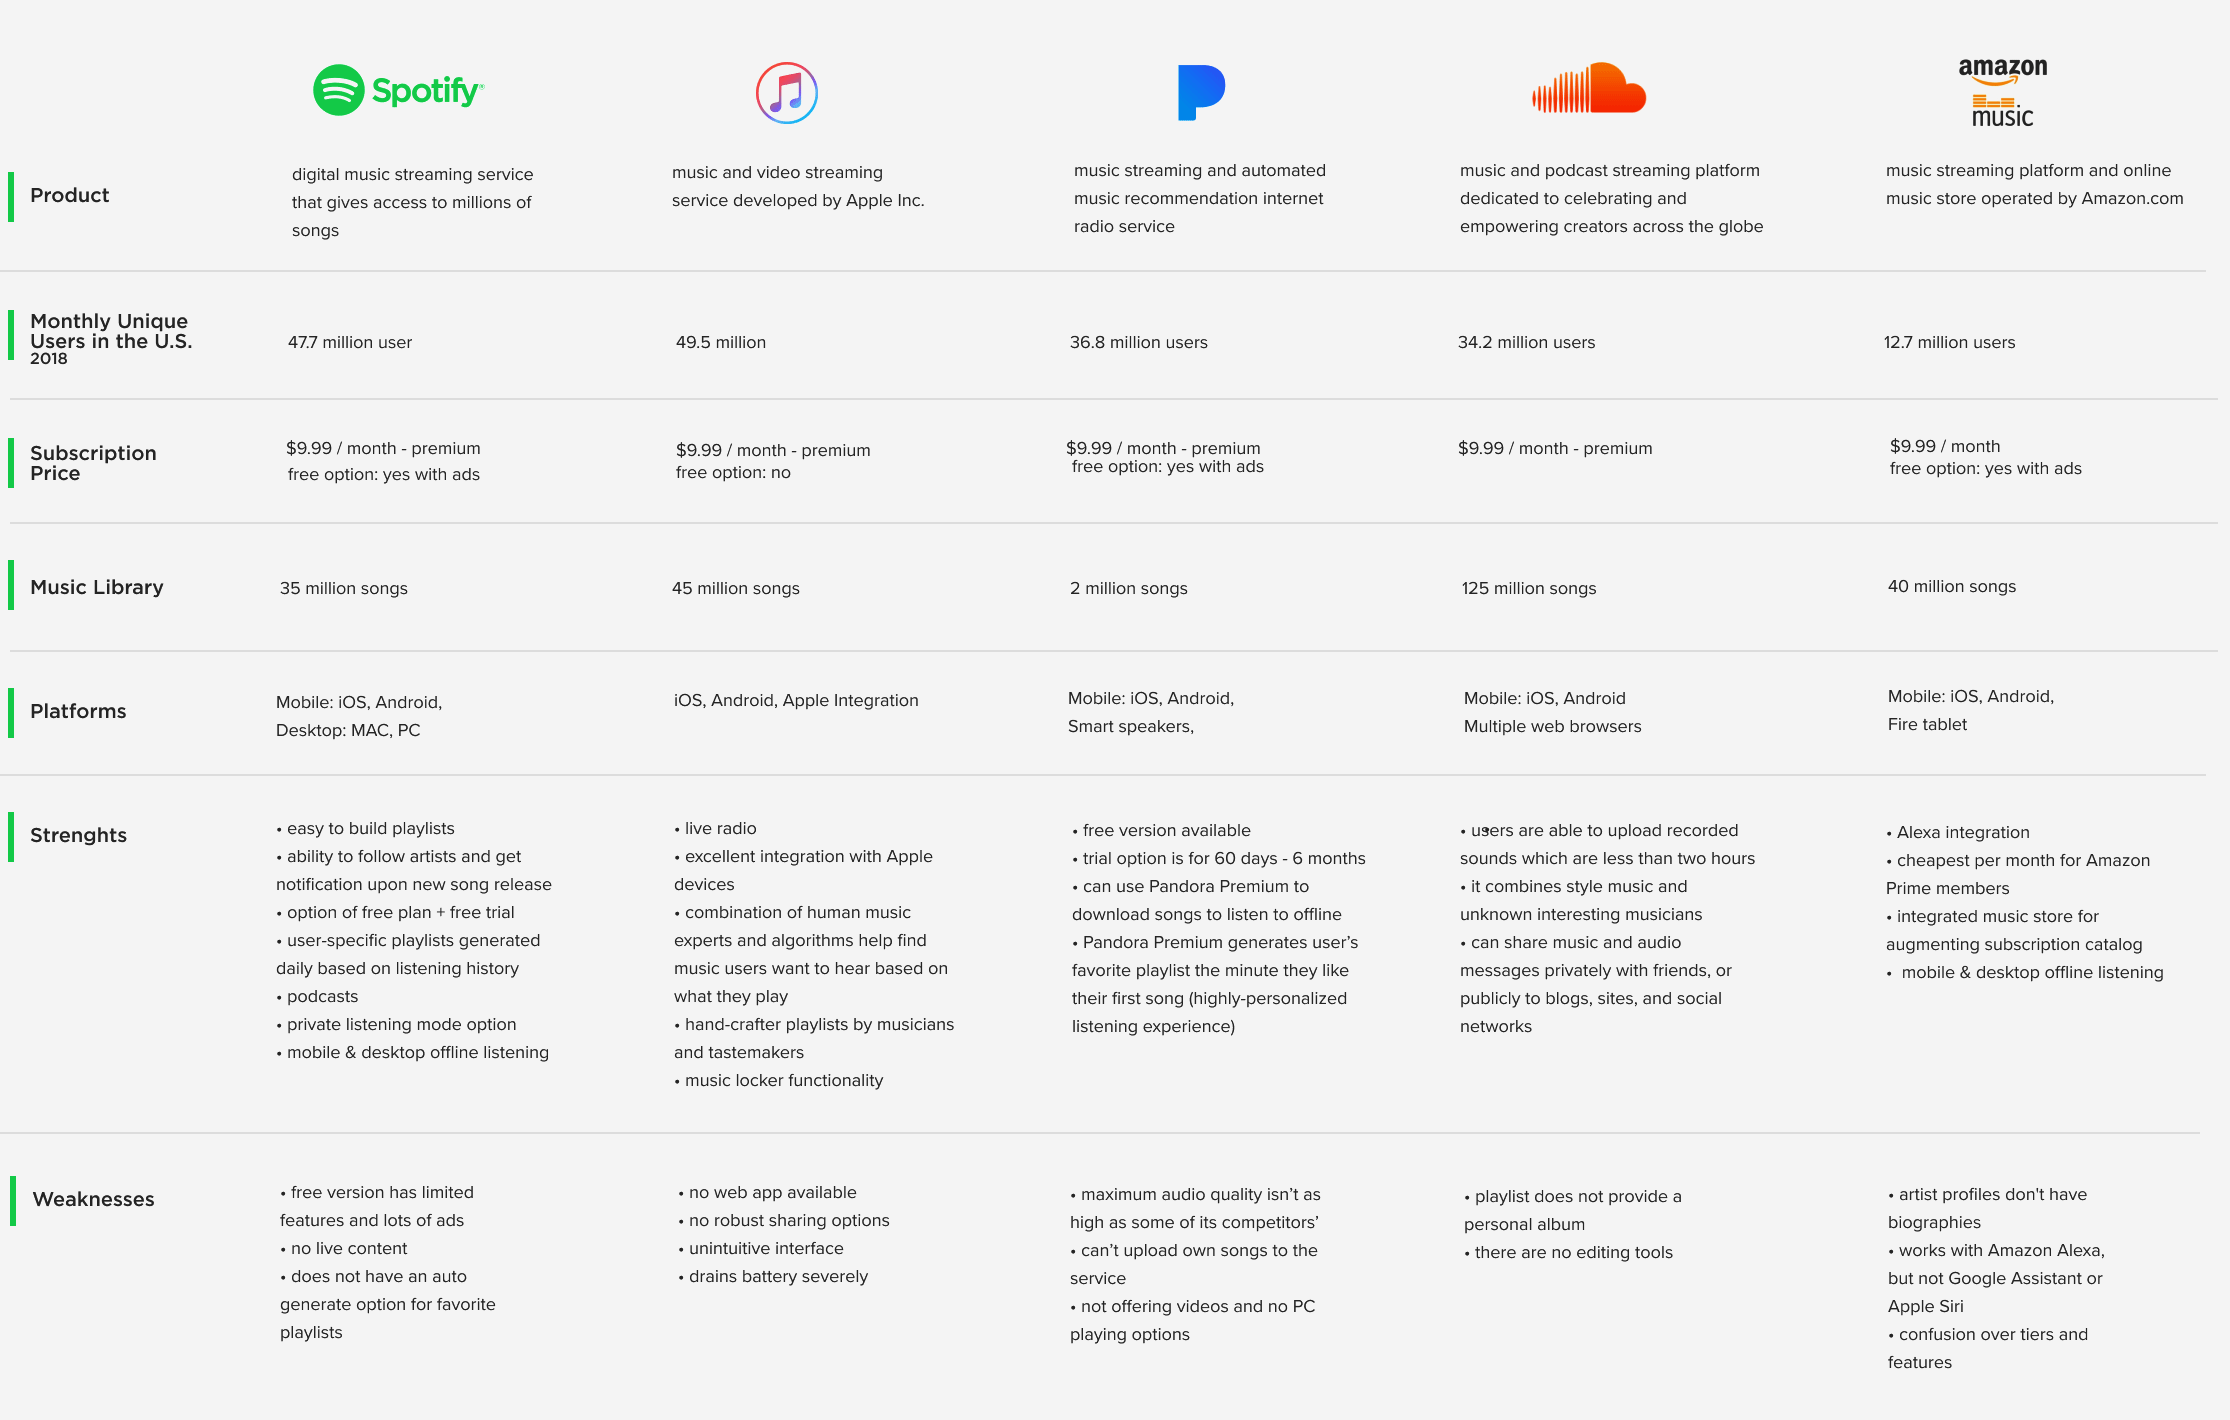 Spotify®
amazon
music
Product
digital music streaming service
that gives access to millions of
songs
music and video streaming
service developed by Apple Inc.
music streaming and automated
music recommendation internet
radio service
music and podcast streaming platform
dedicated to celebrating and
empowering creators across the globe
music streaming platform and online
music store operated by Amazon.com
Monthly Unique
Users in the U.S.
2018
47.7 million user
49.5 million
36.8 million users
34.2 million users
12.7 million users
Subscription
Price
$9.99 / month - premium
free option: yes with ads
$9.99 / month - premium
free option: no
$9.99 / month - premium
free option: yes with ads
$9.99 / month - premium
$9.99 / month
free option: yes with ads
Music Library
35 million songs
45 million songs
2 million songs
125 million songs
40 million songs
Platforms
Mobile: iOS, Android,
Desktop: MAC, PC
iOS, Android, Apple Integration
Mobile: iOS, Android,
Smart speakers,
Mobile: iOS, Android
Multiple web browsers
Mobile: iOS, Android,
Fire tablet
Strenghts
• easy to build playlists
• ability to follow artists and get
notification upon new song release
• option of free plan + free trial
• user-specific playlists generated
daily based on listening history
• podcasts
• private listening mode option
• mobile & desktop offline listening
• live radio
• excellent integration with Apple
devices
• combination of human music
experts and algorithms help find
music users want to hear based on
what they play
• hand-crafter playlists by musicians
and tastemakers
• music locker functionality
• free version available
• trial option is for 60 days - 6 months
• can use Pandora Premium to
download songs to listen to offline
• Pandora Premium generates user’s
favorite playlist the minute they like
their first song (highly-personalized
listening experience)
• users are able to upload recorded
sounds which are less than two hours
• it combines style music and
unknown interesting musicians
• can share music and audio
messages privately with friends, or
publicly to blogs, sites, and social
networks
• Alexa integration
• cheapest per month for Amazon
Prime members
• integrated music store for
augmenting subscription catalog
• mobile & desktop offline listening
Weaknesses
• free version has limited
features and lots of ads
• no live content
• does not have an auto
generate option for favorite
playlists
• no web app available
• no robust sharing options
• unintuitive interface
• drains battery severely
• maximum audio quality isn’t as
high as some of its competitors’
• can’t upload own songs to the
service
• not offering videos and no PC
playing options
• playlist does not provide a
personal album
• there are no editing tools
• artist profiles don't have
biographies
• works with Amazon Alexa,
but not Google Assistant or
Apple Siri
• confusion over tiers and
features